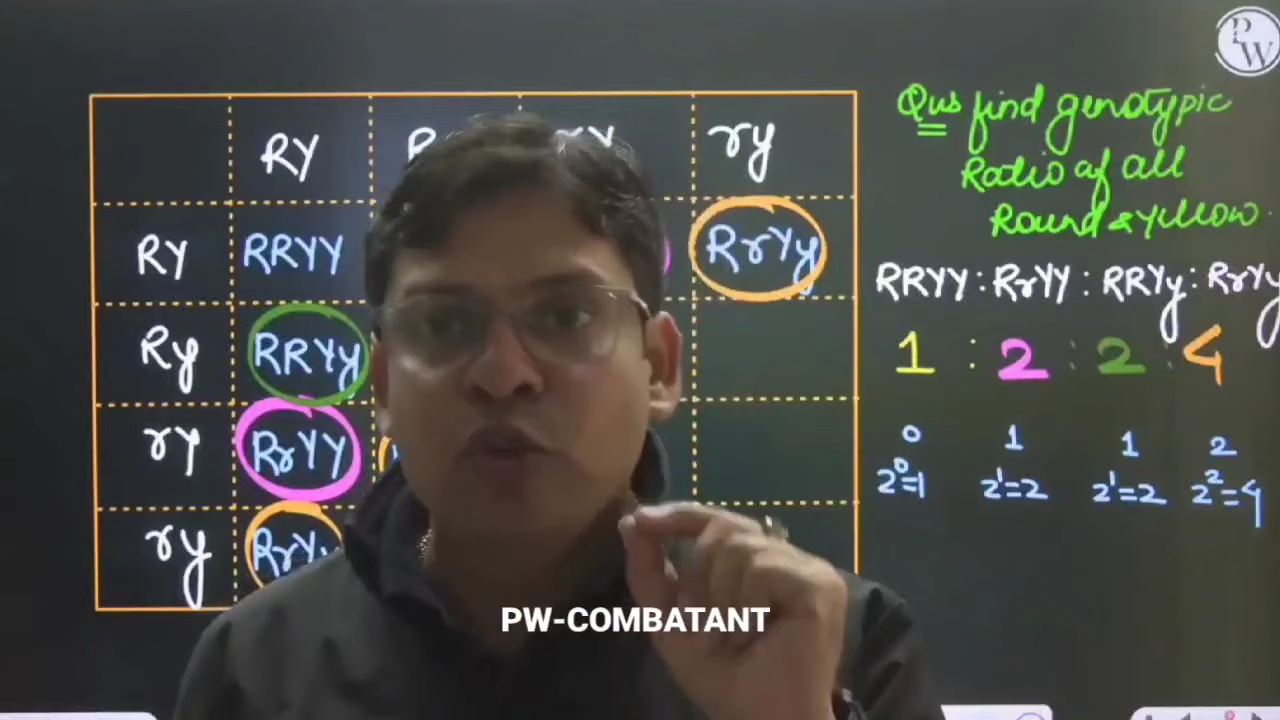 PW
Qus find genotypic
Ratio of all
Round & Yellow.
RY ry
RY RRYY RrYy
Ry RRYy
rY RrYY
ry
RRYY : RrYY : RRYy : RrYy
1 : 2 : 2 : 4
0 1 1 2
2⁰=1 2¹=2 2¹=2 2²=4
PW-COMBATANT